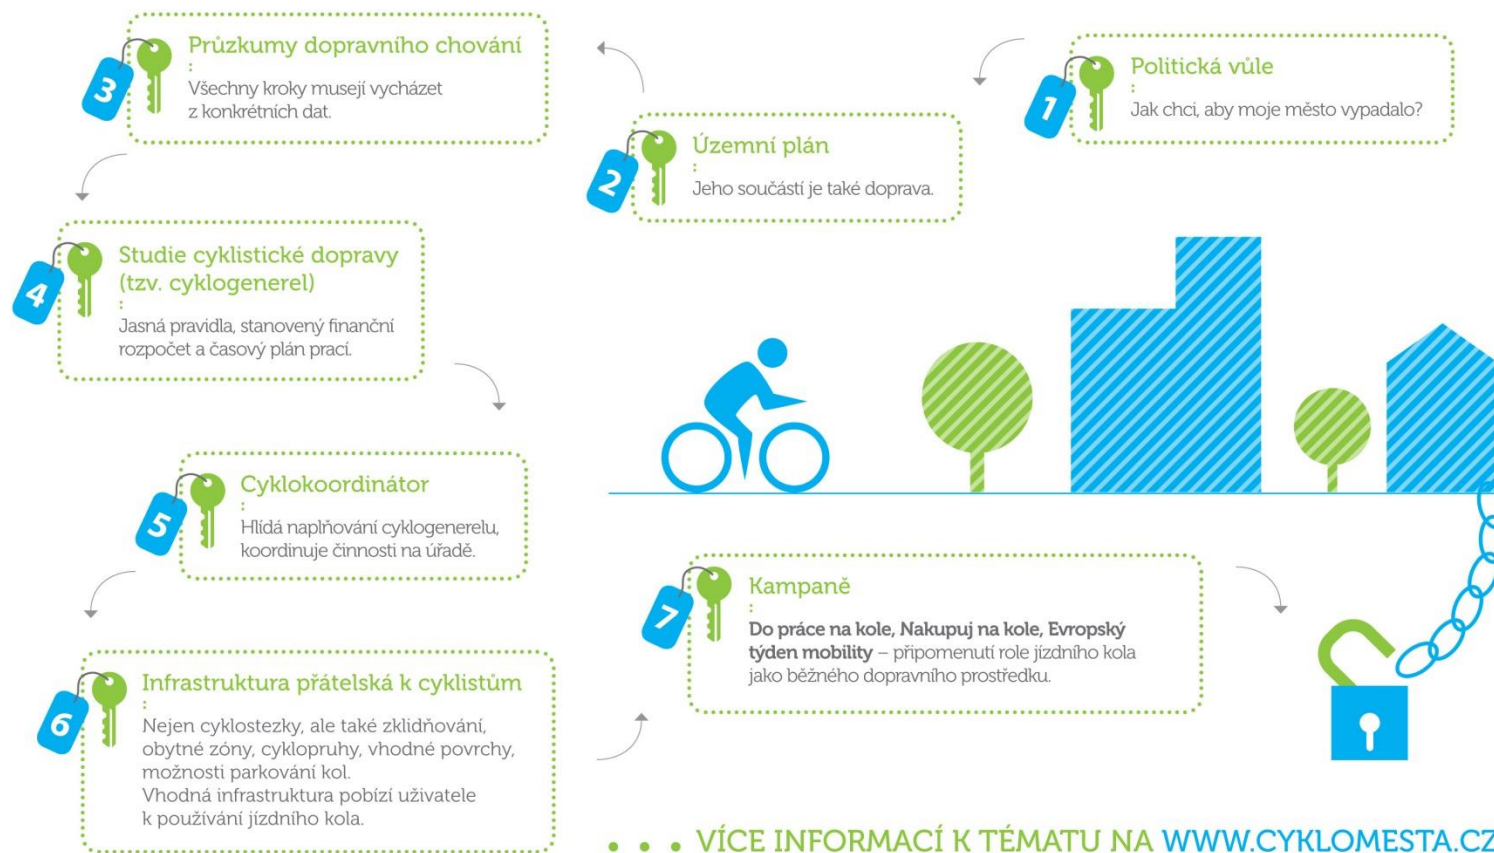 1
Politická vůle
Jak chci, aby moje město vypadalo?
2
Územní plán
Jeho součástí je také doprava.
3
Průzkumy dopravního chování
Všechny kroky musejí vycházet
z konkrétních dat.
4
Studie cyklistické dopravy
(tzv. cyklogenerel)
Jasná pravidla, stanovený finanční
rozpočet a časový plán prací.
5
Cyklokoordinátor
Hlídá naplňování cyklogenerelu,
koordinuje činnosti na úřadě.
6
Infrastruktura přátelská k cyklistům
Nejen cyklostezky, ale také zklidňování,
obytné zóny, cyklopruhy, vhodné povrchy,
možnosti parkování kol.
Vhodná infrastruktura pobízí uživatele
k používání jízdního kola.
7
Kampaně
Do práce na kole, Nakupuj na kole, Evropský
týden mobility – připomenutí role jízdního kola
jako běžného dopravního prostředku.
• • • VÍCE INFORMACÍ K TÉMATU NA WWW.CYKLOMESTA.CZ